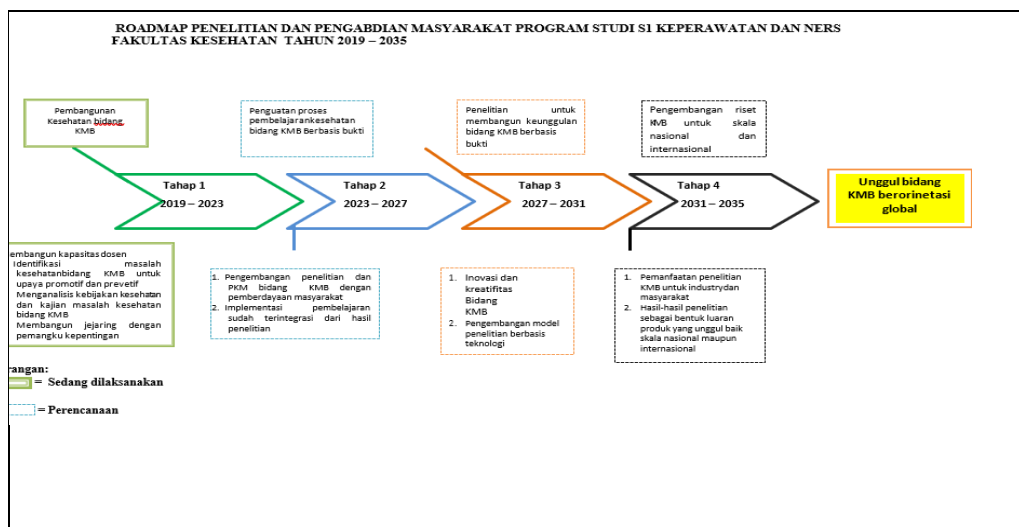 ROADMAP PENELITIAN DAN PENGABDIAN MASYARAKAT PROGRAM STUDI S1 KEPERAWATAN DAN NERS
FAKULTAS KESEHATAN TAHUN 2019 – 2035
Pembangunan
Kesehatan bidang
KMB
Penguatan proses
pembelajarankesehatan
bidang KMB Berbasis bukti
Penelitian untuk
membangun keunggulan
bidang KMB berbasis
bukti
Pengembangan riset
KMB untuk skala
nasional dan
internasional
Tahap 1
2019 – 2023
Tahap 2
2023 – 2027
Tahap 3
2027 – 2031
Tahap 4
2031 – 2035
Unggul bidang
KMB berorinetasi
global
embangun kapasitas dosen
Identifikasi masalah
kesehatanbidang KMB untuk
upaya promotif dan prevetif
Menganalisis kebijakan kesehatan
dan kajian masalah kesehatan
bidang KMB
Membangun jejaring dengan
pemangku kepentingan
1. Pengembangan penelitian dan
PKM bidang KMB dengan
pemberdayaan masyarakat
2. Implementasi pembelajaran
sudah terintegrasi dari hasil
penelitian
1. Inovasi dan
kreatifitas
Bidang
KMB
2. Pengembangan model
penelitian berbasis
teknologi
1. Pemanfaatan penelitian
KMB untuk industrydan
masyarakat
2. Hasil-hasil penelitian
sebagai bentuk luaran
produk yang unggul baik
skala nasional maupun
internasional
rangan:
= Sedang dilaksanakan
= Perencanaan